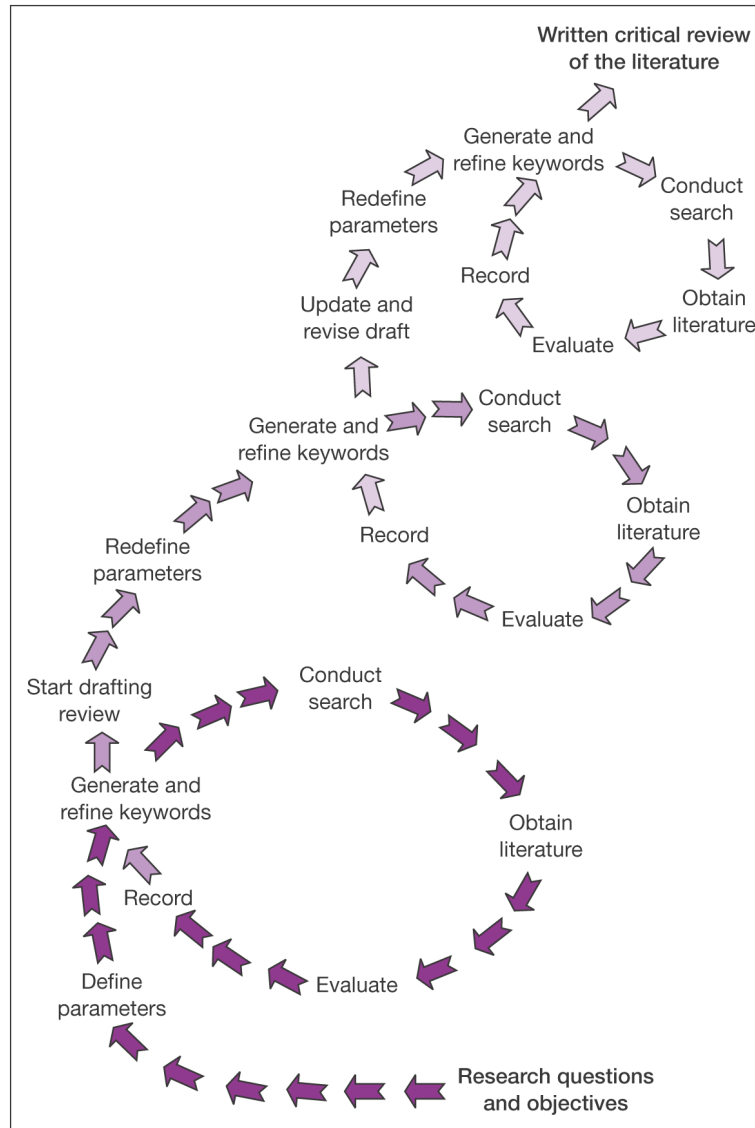 Written critical review
of the literature
Generate and
refine keywords
Conduct
search
Redefine
parameters
Record
Obtain
literature
Update and
revise draft
Evaluate
Conduct
search
Generate and
refine keywords
Obtain
literature
Record
Redefine
parameters
Evaluate
Start drafting
review
Conduct
search
Generate and
refine keywords
Obtain
literature
Record
Define
parameters
Evaluate
Research questions
and objectives